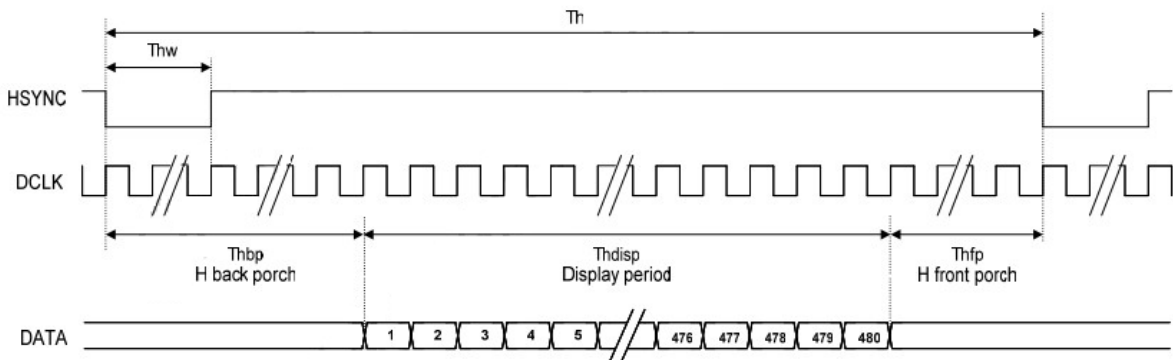 Th
Thw
HSYNC
DCLK
Thbp Thdisp Thfp
H back porch Display period H front porch
DATA 1 2 3 4 5 476 477 478 479 480